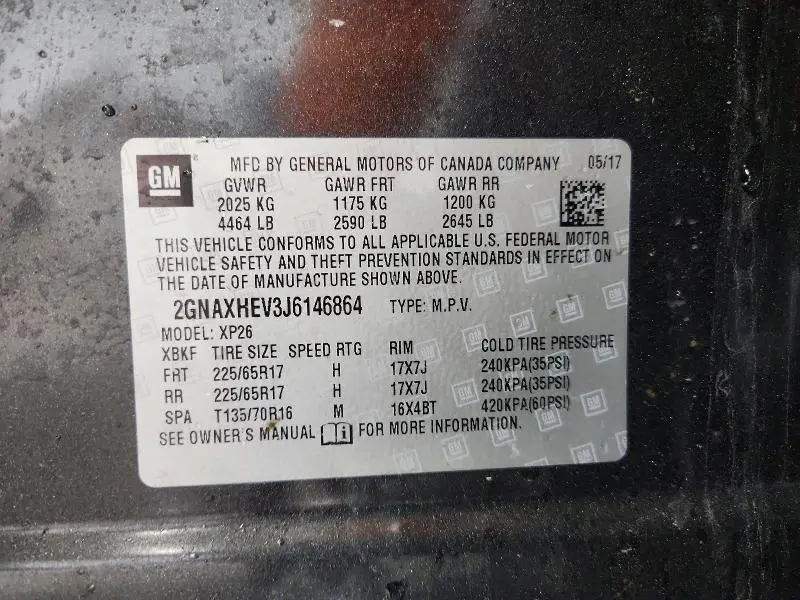 GM MFD BY GENERAL MOTORS OF CANADA COMPANY 05/17
GVWR GAWR FRT GAWR RR
2025 KG 1175 KG 1200 KG
4464 LB 2590 LB 2645 LB
THIS VEHICLE CONFORMS TO ALL APPLICABLE U.S. FEDERAL MOTOR
VEHICLE SAFETY AND THEFT PREVENTION STANDARDS IN EFFECT ON
THE DATE OF MANUFACTURE SHOWN ABOVE.
2GNAXHEV3J6146864 TYPE: M.P.V.
MODEL: XP26
XBKF TIRE SIZE SPEED RTG RIM COLD TIRE PRESSURE
FRT 225/65R17 H 17X7J 240KPA(35PSI)
RR 225/65R17 H 17X7J 240KPA(35PSI)
SPA T135/70R16 M 16X4BT 420KPA(60PSI)
SEE OWNER'S MANUAL FOR MORE INFORMATION.